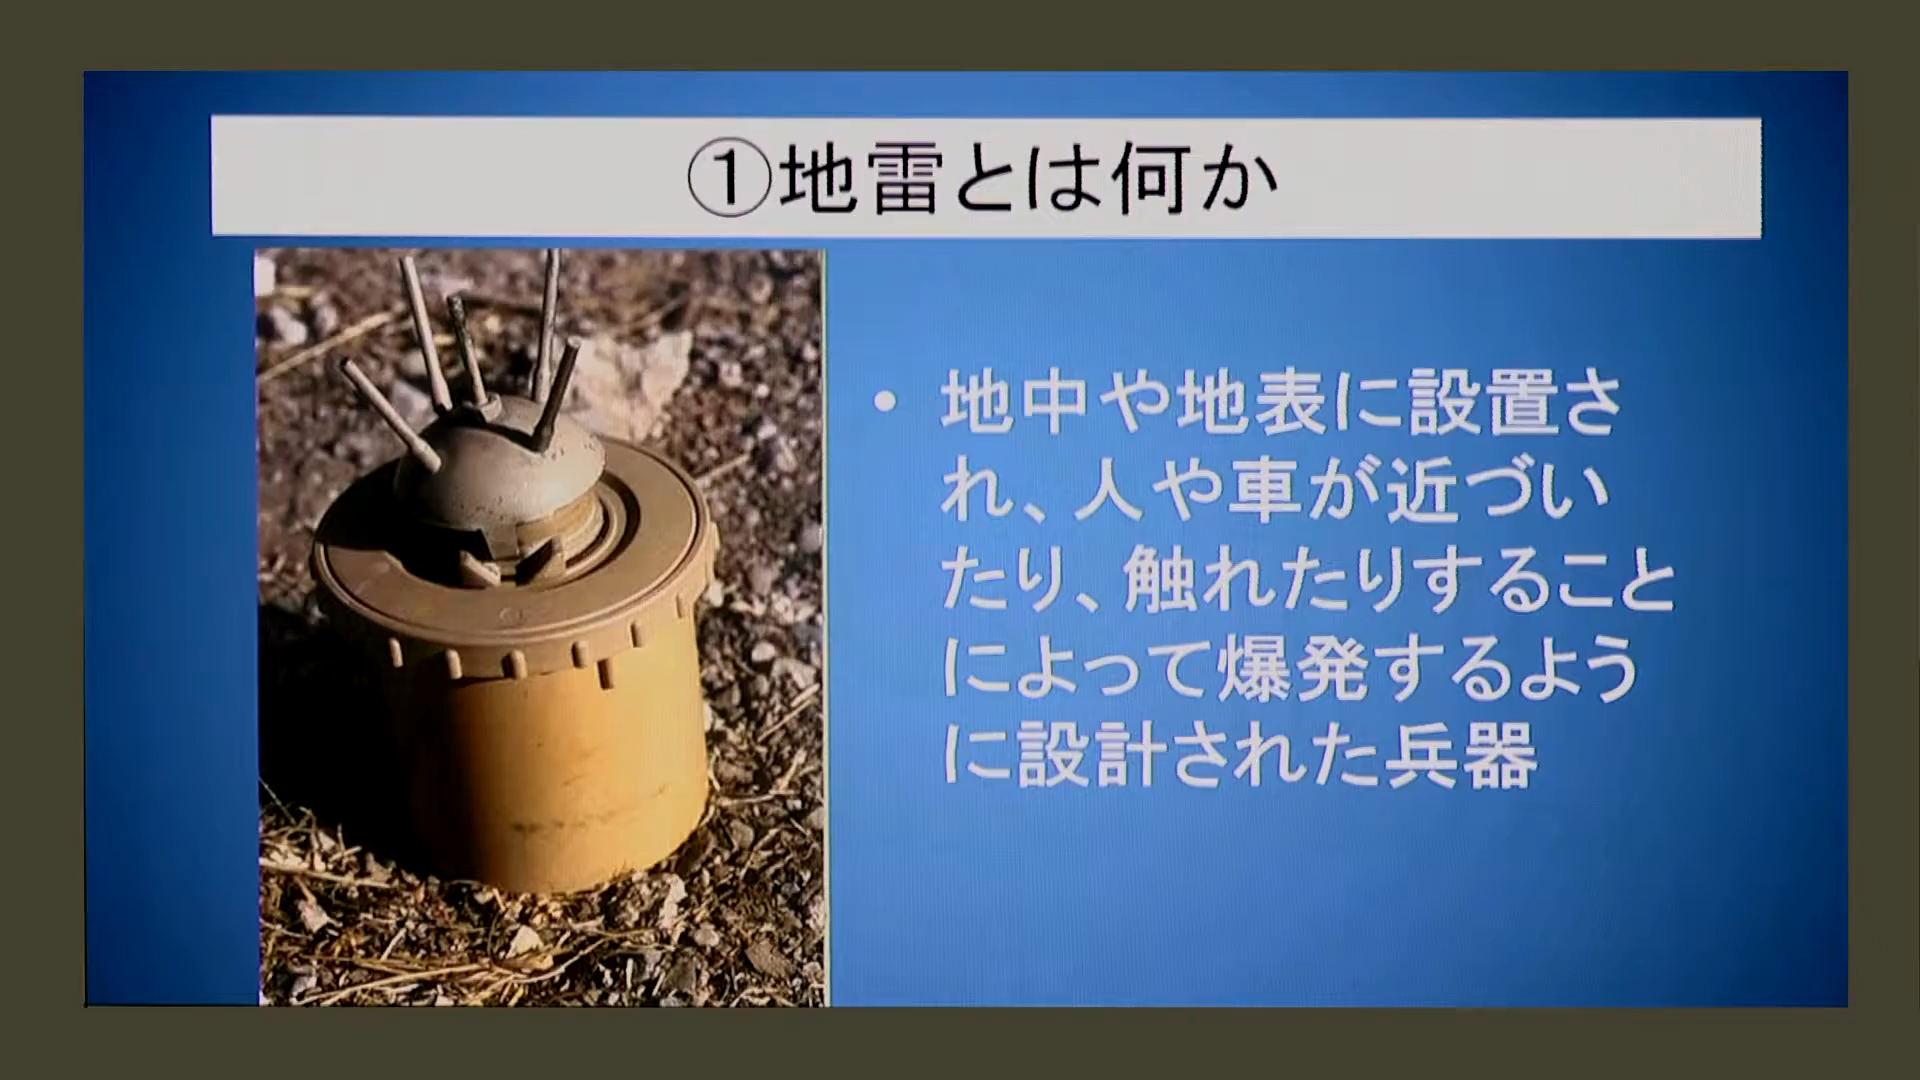 ①地雷とは何か
• 地中や地表に設置さ
れ、人や車が近づい
たり、触れたりすること
によって爆発するよう
に設計された兵器